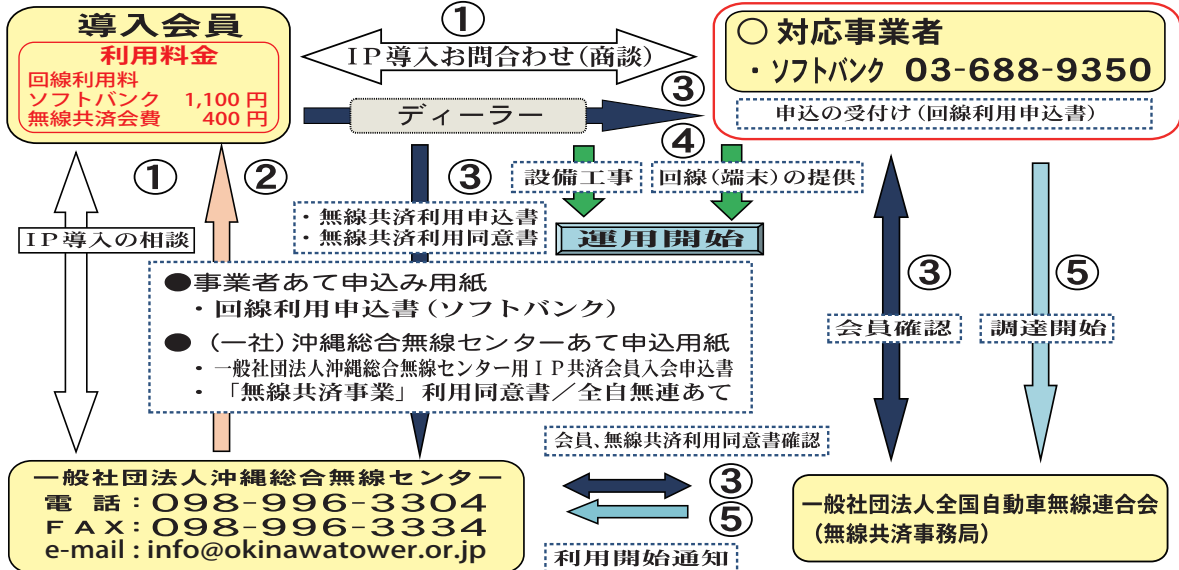 導入会員
利用料金
回線利用料
ソフトバンク 1,100 円
無線共済会費 400 円
①
IP導入お問合わせ(商談)
○ 対応事業者
・ ソフトバンク 03-688-9350
申込の受付け(回線利用申込書)
③
ディーラー
④
①
②
③
設備工事
回線(端末)の提供
・ 無線共済利用申込書
・ 無線共済利用同意書
運用開始
IP導入の相談
●事業者あて申込み用紙
・ 回線利用申込書(ソフトバンク)
● (一社)沖縄総合無線センターあて申込用紙
・ 一般社団法人沖縄総合無線センター用IP共済会員入会申込書
・ 「無線共済事業」利用同意書/全自無連あて
③
会員確認
⑤
調達開始
会員、無線共済利用同意書確認
③
⑤
利用開始通知
一般社団法人沖縄総合無線センター
電 話:098-996-3304
FAX:098-996-3334
e-mail : info@okinawatower.or.jp
一般社団法人全国自動車無線連合会
(無線共済事務局)